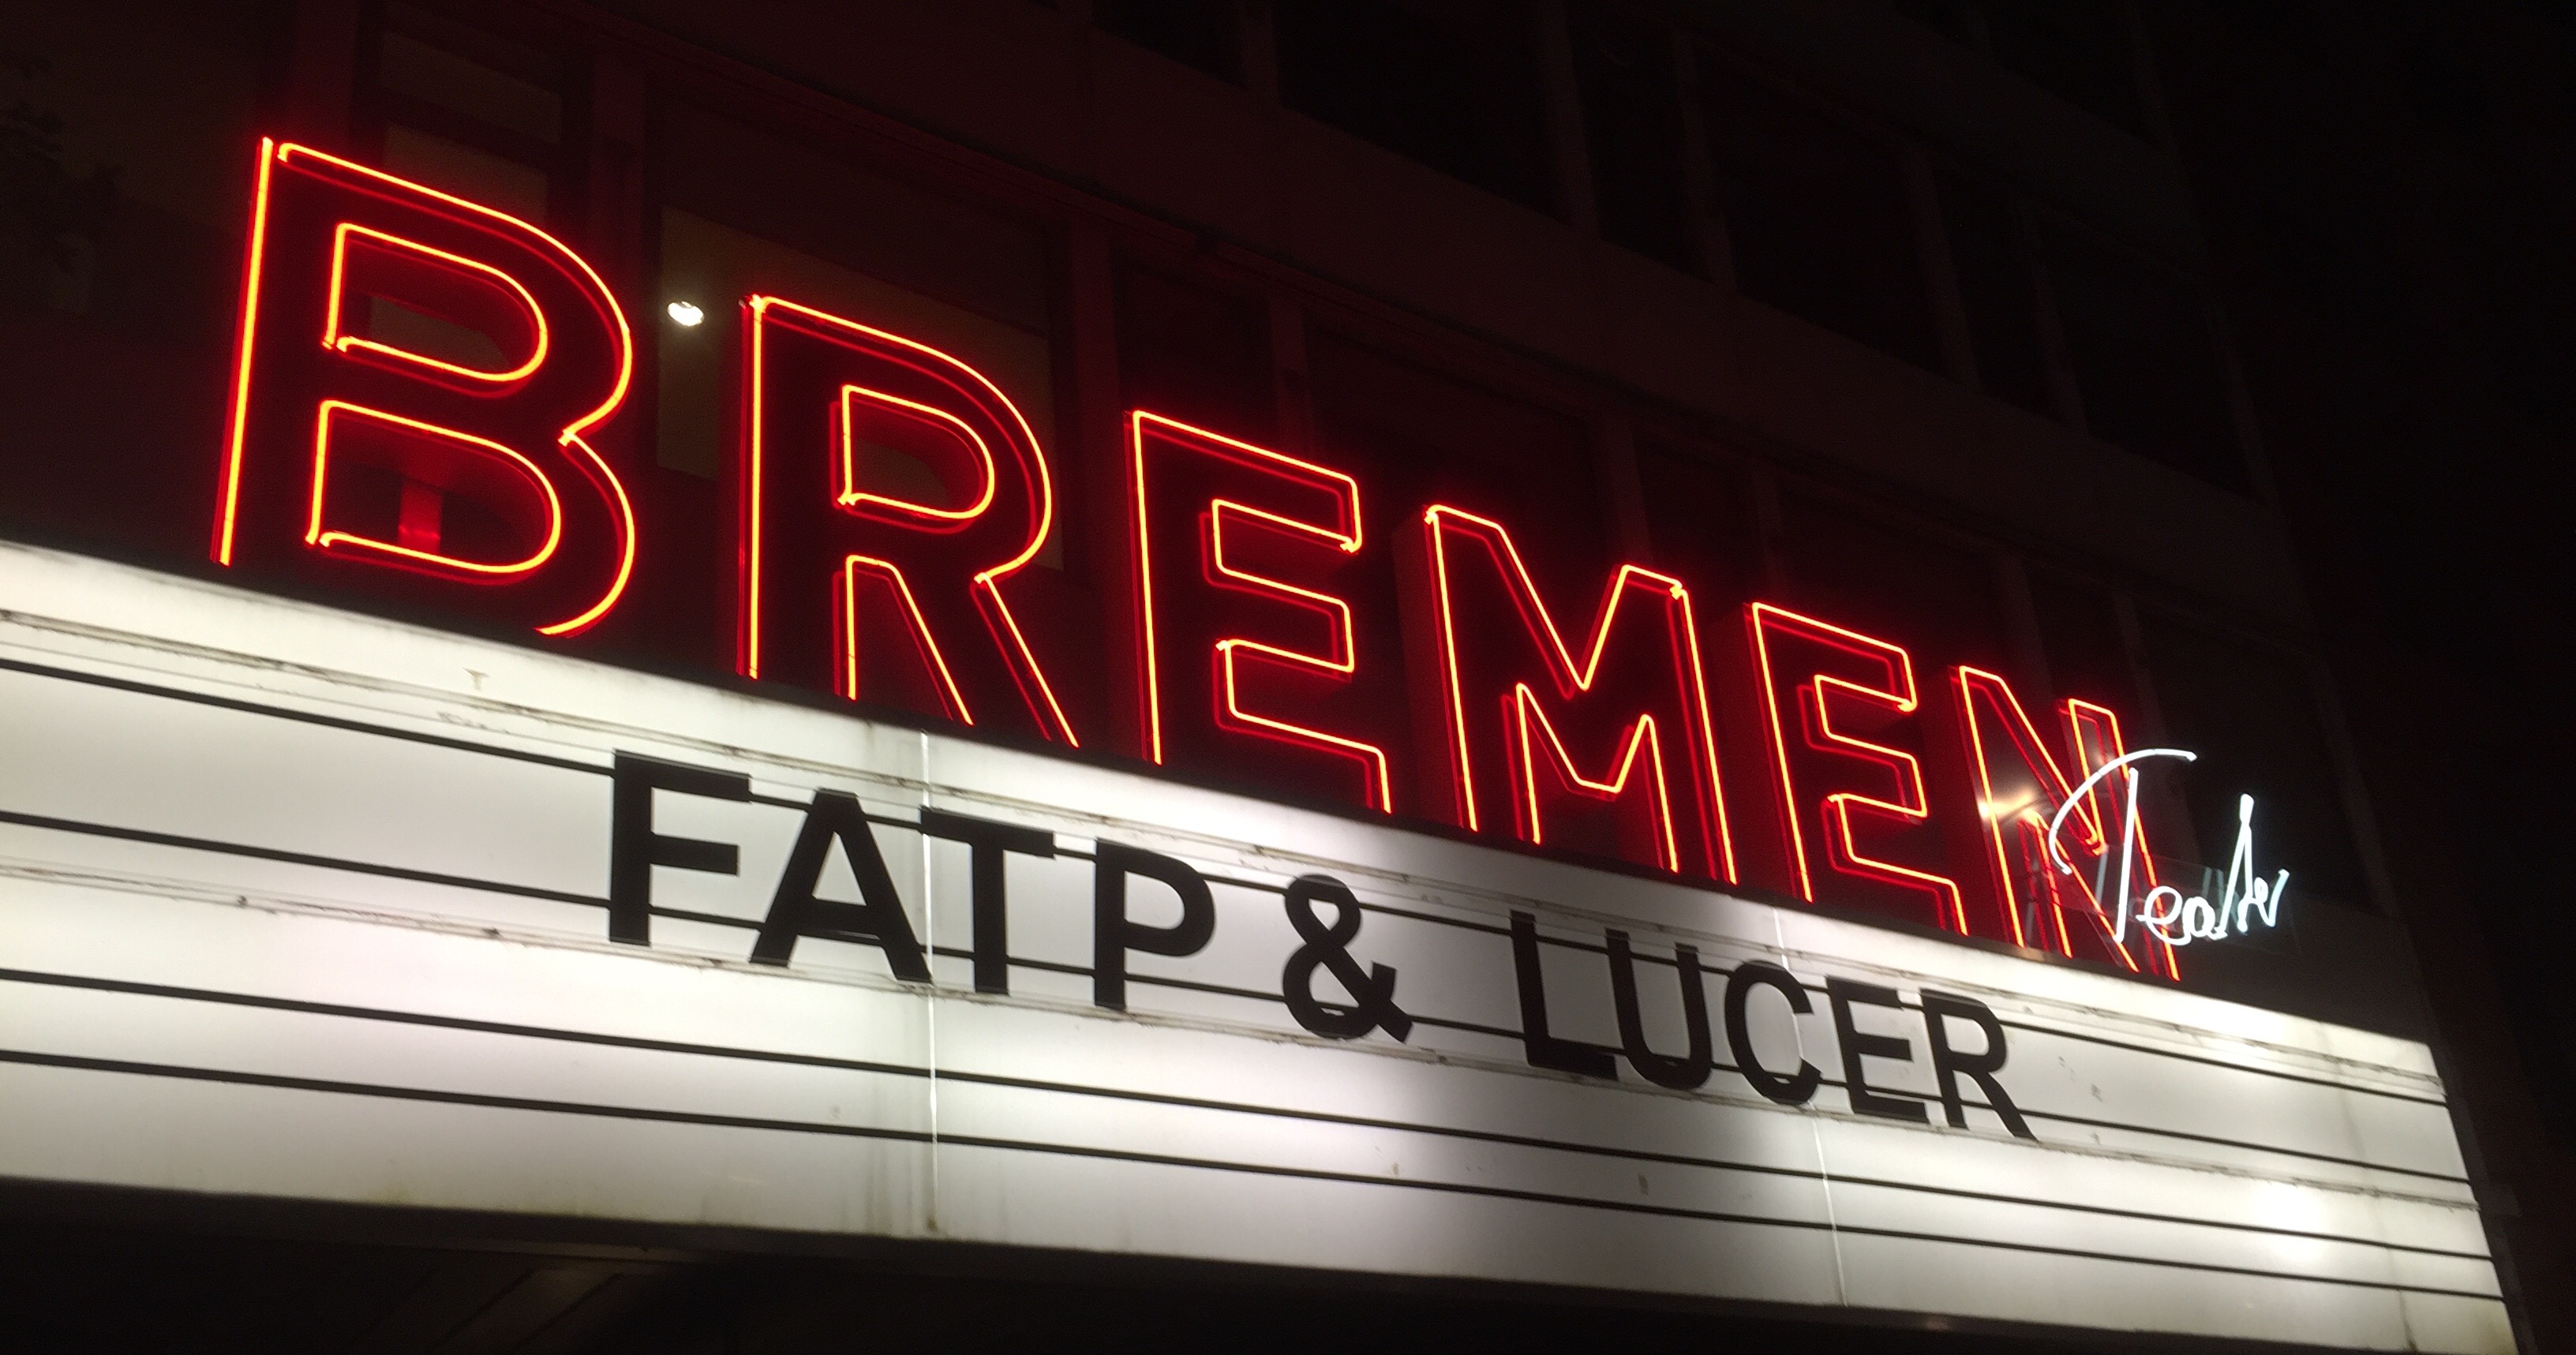 BREMEN
Teater
FATP & LUCER